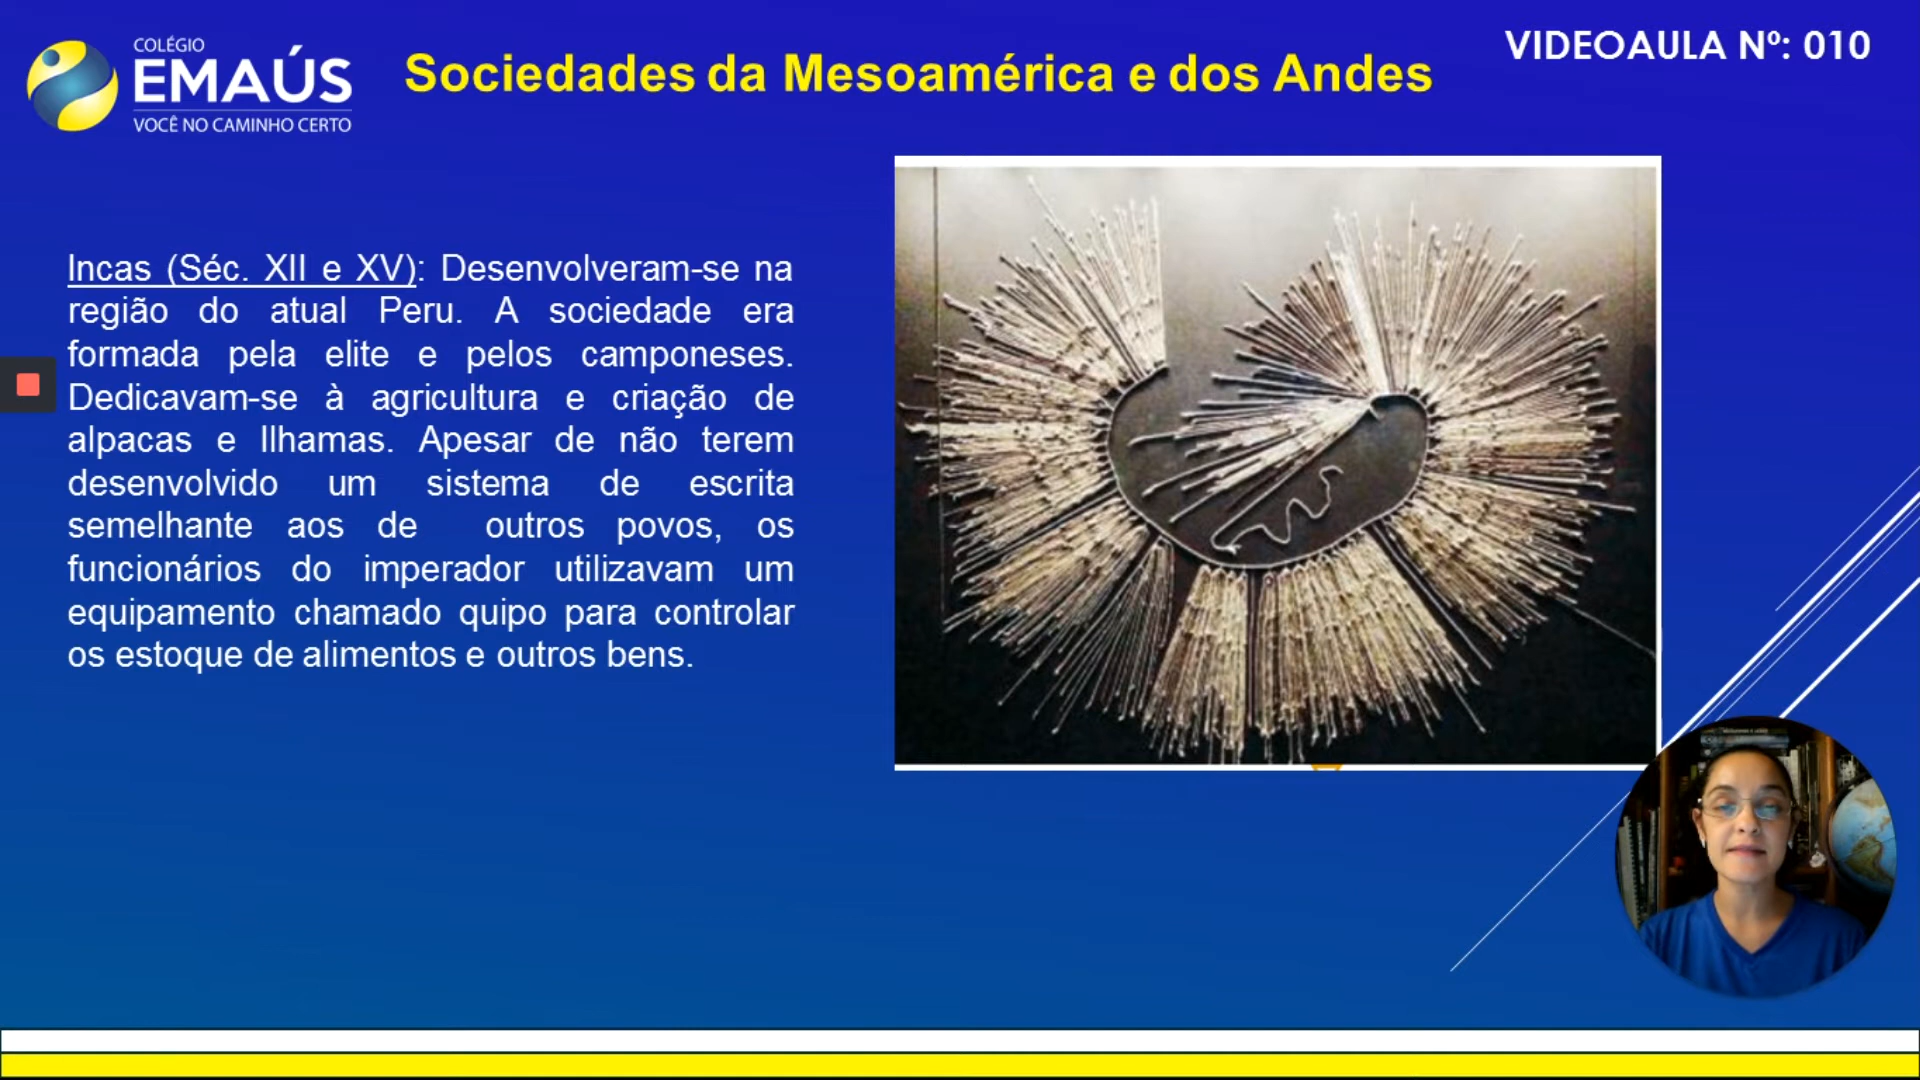 COLÉGIO
EMAÚS
VOCÊ NO CAMINHO CERTO
Sociedades da Mesoamérica e dos Andes
VIDEOAULA Nº: 010
Incas (Séc. XII e XV): Desenvolveram-se na
região do atual Peru. A sociedade era
formada pela elite e pelos camponeses.
Dedicavam-se à agricultura e criação de
alpacas e llhamas. Apesar de não terem
desenvolvido um sistema de escrita
semelhante aos de outros povos, os
funcionários do imperador utilizavam um
equipamento chamado quipo para controlar
os estoque de alimentos e outros bens.